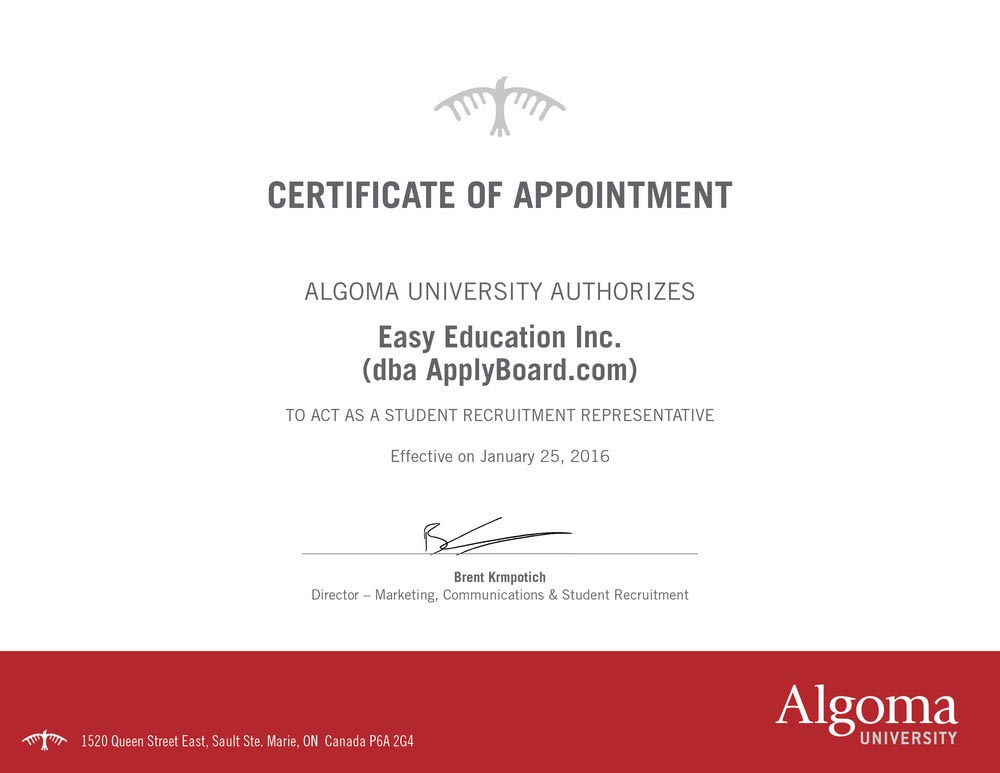 CERTIFICATE OF APPOINTMENT
ALGOMA UNIVERSITY AUTHORIZES
Easy Education Inc.
(dba ApplyBoard.com)
TO ACT AS A STUDENT RECRUITMENT REPRESENTATIVE
Effective on January 25, 2016
Brent Krmpotich
Director – Marketing, Communications & Student Recruitment
Algoma
UNIVERSITY
1520 Queen Street East, Sault Ste. Marie, ON Canada P6A 2G4